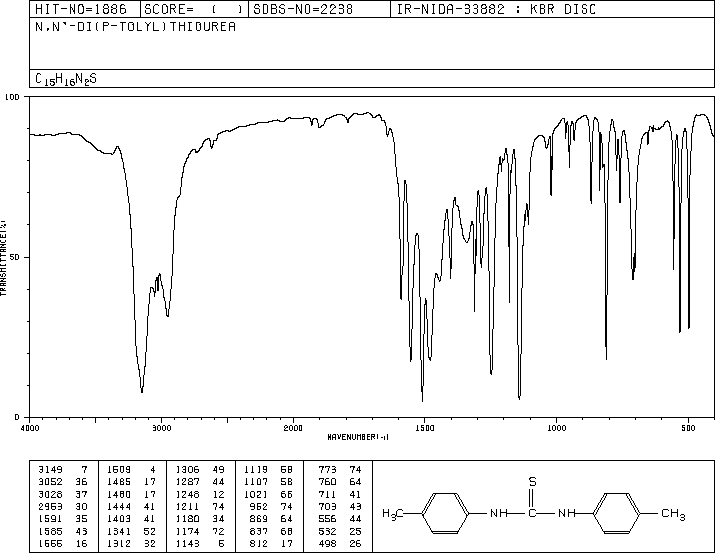 HIT-NO=1886 SCORE= ( ) SDBS-NO=2238 IR-NIDA-33882 : KBR DISC
N,N'-DI(P-TOLYL)THIOUREA
C15H16N2S
100
50
0
TRANSMITTANCE(%)
4000 3000 2000 1500 1000 500
WAVENUMBER(-1)
3149 7 1509 4 1306 49 1119 68 773 74
3052 36 1485 17 1287 44 1107 58 760 64
3028 37 1480 17 1248 12 1021 66 711 41
2959 30 1444 41 1211 74 962 74 703 43
1591 35 1403 41 1180 34 869 64 556 44
1585 43 1341 52 1174 72 837 68 532 25
1556 16 1312 32 1143 5 812 17 498 26
S
H3C NH C NH CH3